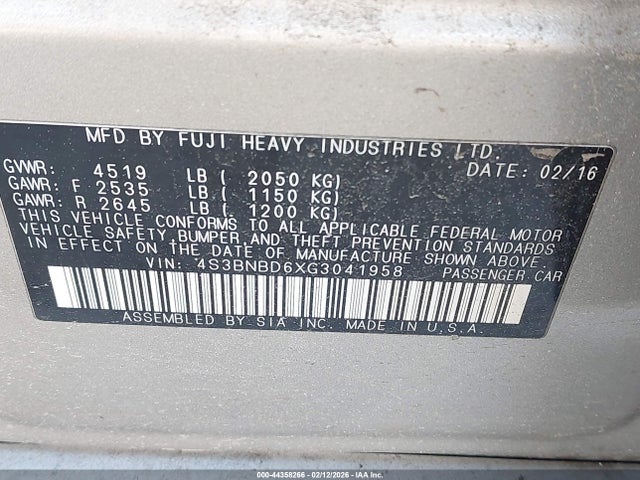 MFD BY FUJI HEAVY INDUSTRIES LTD.
GVWR: 4519 LB ( 2050 KG) DATE: 02/16
GAWR: F 2535 LB ( 1150 KG)
GAWR: R 2645 LB ( 1200 KG)
THIS VEHICLE CONFORMS TO ALL APPLICABLE FEDERAL MOTOR
VEHICLE SAFETY BUMPER AND THEFT PREVENTION STANDARDS
IN EFFECT ON THE DATE OF MANUFACTURE SHOWN ABOVE
VIN: 4S3BNBD6XG3041958 PASSENGER CAR
ASSEMBLED BY SIA INC. MADE IN U.S.A.
000-44358266 - 02/12/2026 - IAAI.COM